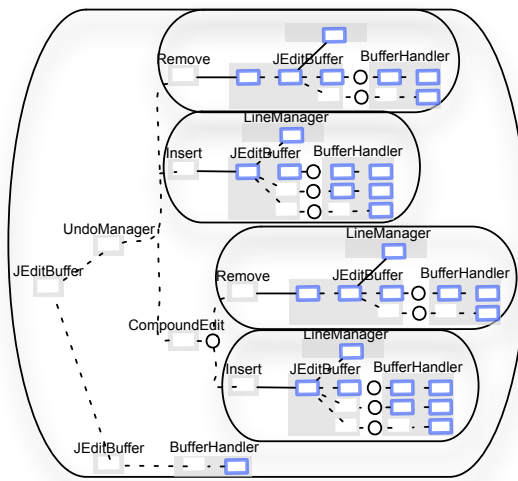 Remove
JEditBuffer
BufferHandler
LineManager
Insert
JEditBuffer
BufferHandler
UndoManager
LineManager
JEditBuffer
Remove
JEditBuffer
BufferHandler
CompoundEdit
LineManager
Insert
JEditBuffer
BufferHandler
JEditBuffer
BufferHandler